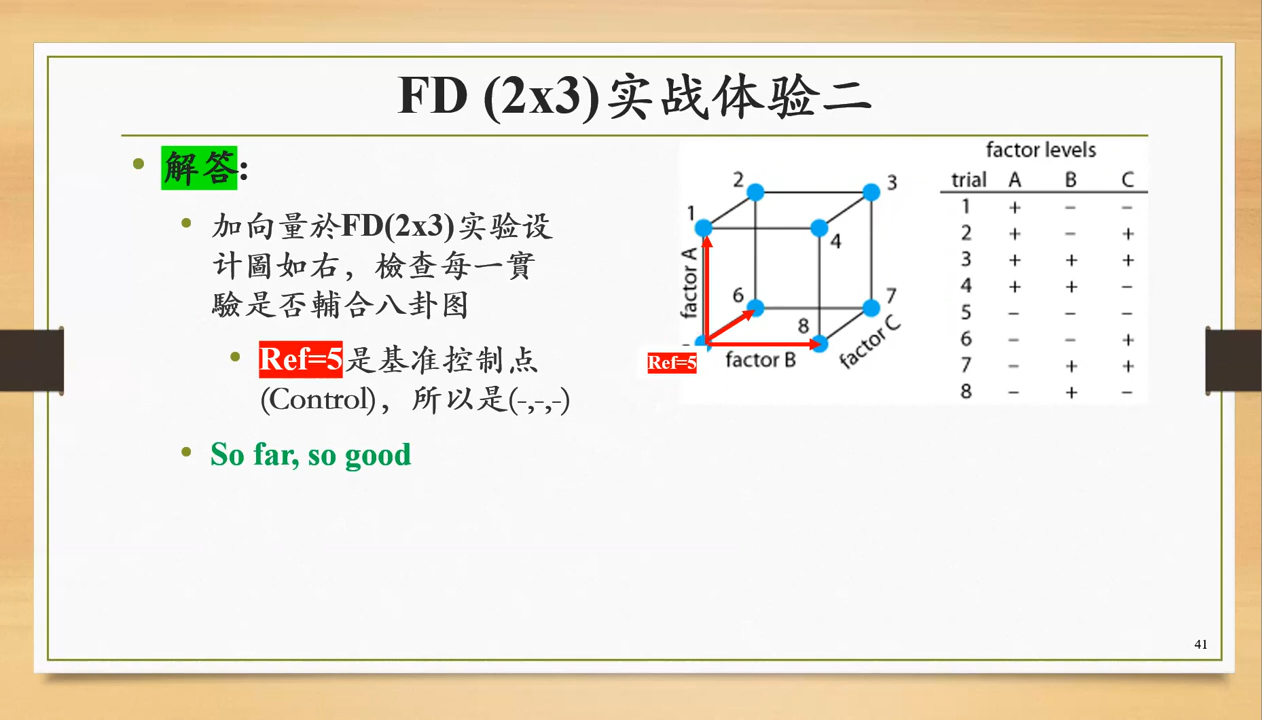 FD (2x3)实战体验二
解答:
加向量於FD(2x3)实验设
计圖如右，檢查每一實
驗是否輔合八卦图
Ref=5是基准控制点
(Control)，所以是(-,-,-)
So far, so good
2
3
1
4
factor A
6
7
8
factor C
Ref=5
factor B
factor levels
trial A B C
1 + − −
2 + − +
3 + + +
4 + + −
5 − − −
6 − − +
7 − + +
8 − + −
41